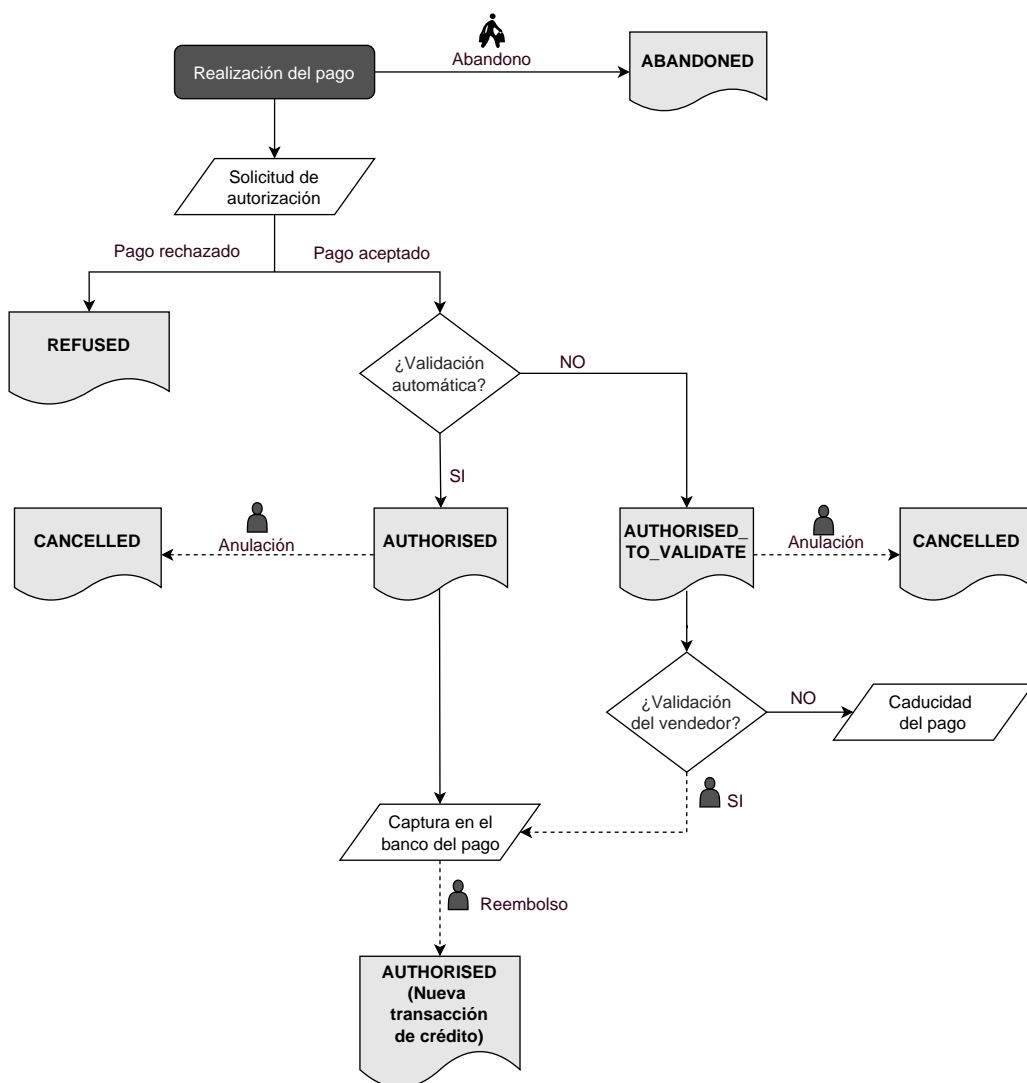 Abandono
Realización del pago
ABANDONED
Solicitud de
autorización
Pago rechazado
Pago aceptado
REFUSED
¿Validación
automática?
NO
SI
CANCELLED
Anulación
AUTHORISED
AUTHORISED_
TO_VALIDATE
Anulación
CANCELLED
¿Validación
del vendedor?
NO
Caducidad
del pago
SI
Captura en el
banco del pago
Reembolso
AUTHORISED
(Nueva
transacción
de crédito)